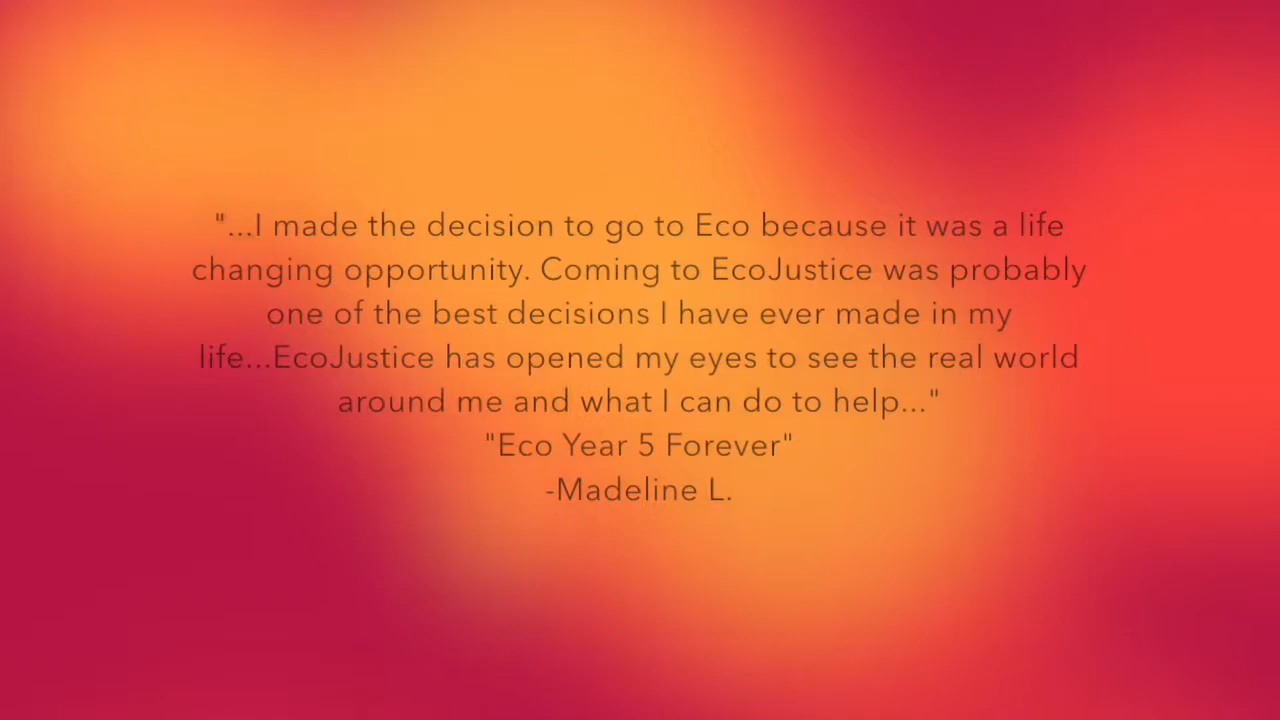 "...I made the decision to go to Eco because it was a life
changing opportunity. Coming to EcoJustice was probably
one of the best decisions I have ever made in my
life...EcoJustice has opened my eyes to see the real world
around me and what I can do to help..."
"Eco Year 5 Forever"
-Madeline L.